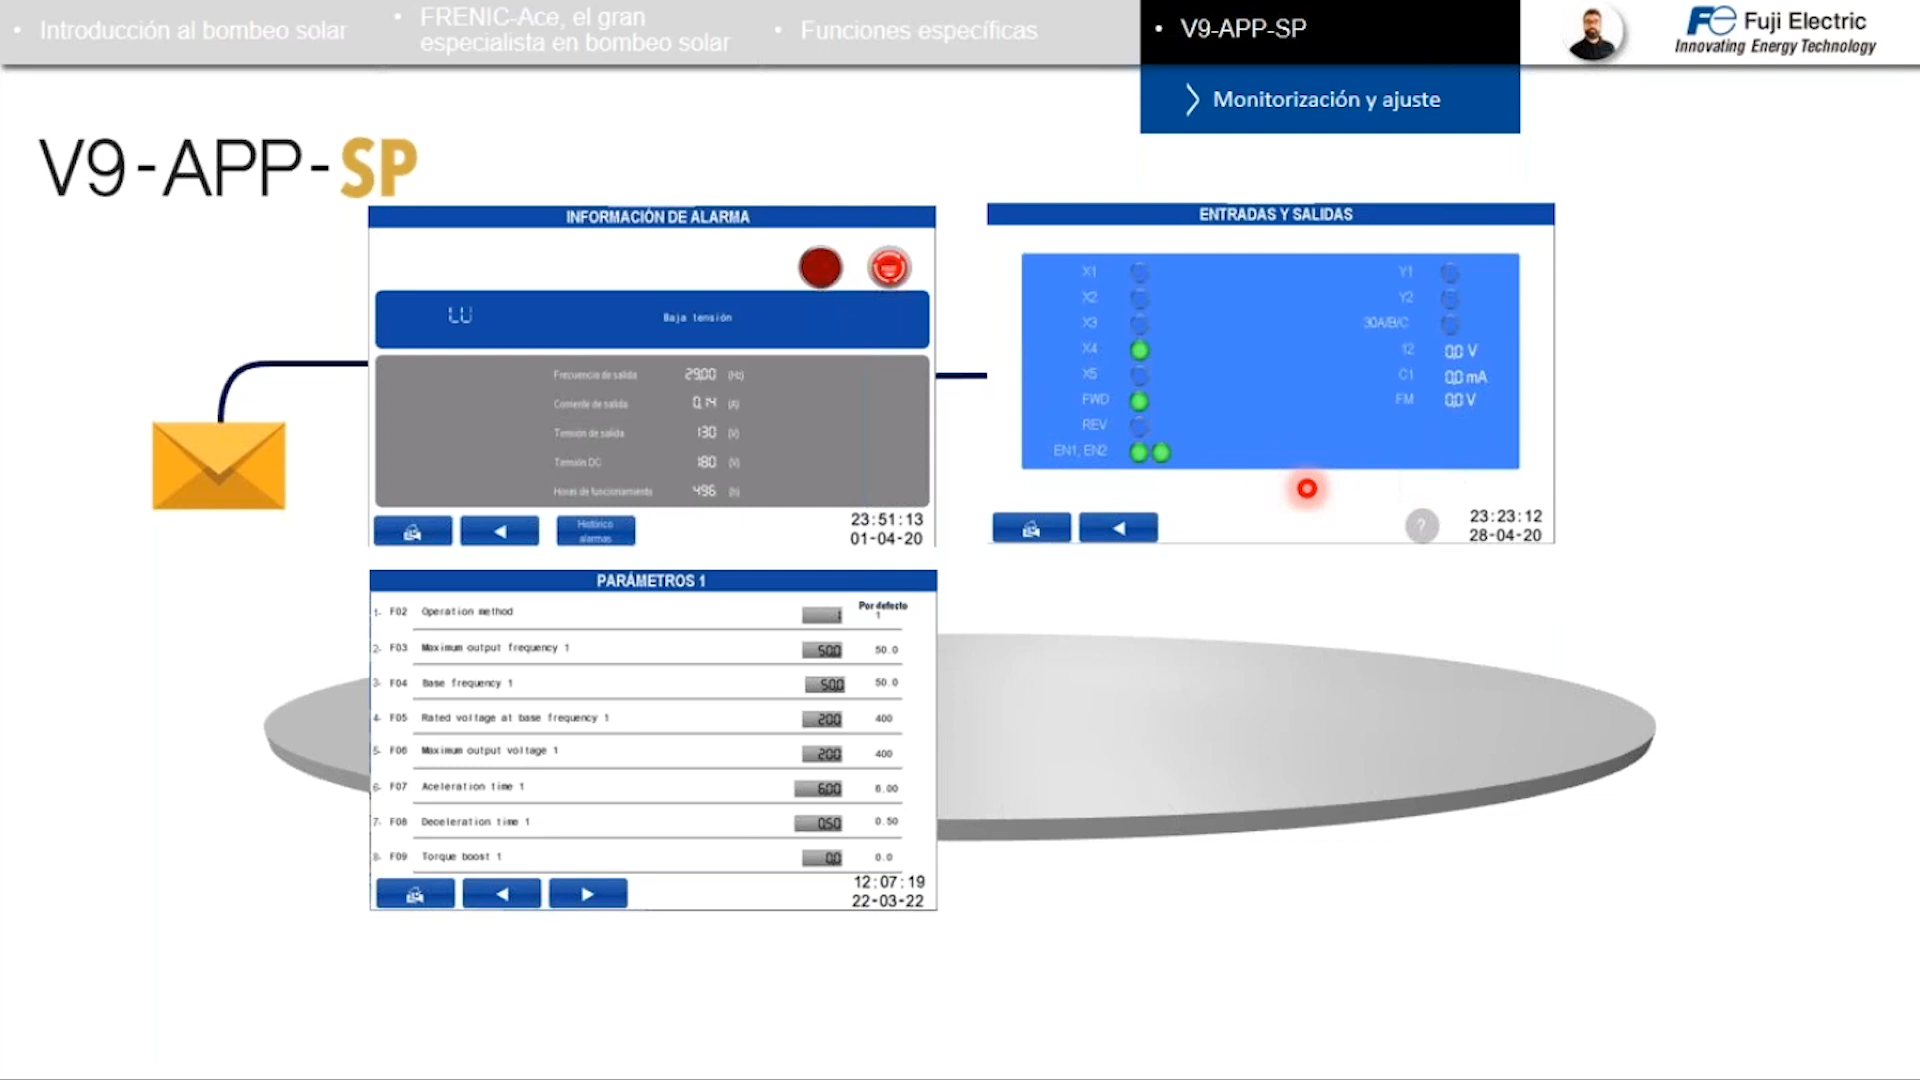 • Introducción al bombeo solar
• FRENIC-Ace, el gran
especialista en bombeo solar
• Funciones específicas
• V9-APP-SP
Fe Fuji Electric
Innovating Energy Technology
Monitorización y ajuste
V9-APP-SP
INFORMACIÓN DE ALARMA
LU Baja tensión
Frecuencia de salida 29.00 (Hz)
Corriente de salida 0.14 (A)
Tensión de salida 130 (V)
Tensión DC 180 (V)
Horas de funcionamiento 496 (h)
Histórico
alarmas
23:51:13
01-04-20
ENTRADAS Y SALIDAS
X1 Y1
X2 Y2
X3 30A/B/C
X4 12 0.0 V
X5 C1 0.0 mA
FWD FM 0.0 V
REV
EN1, EN2
?
23:23:12
28-04-20
PARÁMETROS 1
Por defecto
1- F02 Operation method 1 1
2- F03 Maximum output frequency 1 50.0 50.0
3- F04 Base frequency 1 50.0 50.0
4- F05 Rated voltage at base frequency 1 200 400
5- F06 Maximum output voltage 1 200 400
6- F07 Aceleration time 1 6.00 6.00
7- F08 Deceleration time 1 0.50 0.50
8- F09 Torque boost 1 0.0 0.0
12:07:19
22-03-22